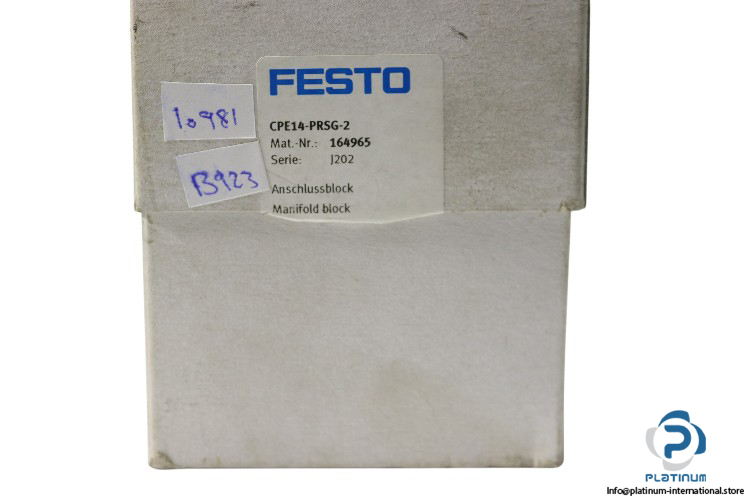 FESTO
CPE14-PRSG-2
Mat.-Nr.: 164965
Serie: J202
Anschlussblock
Manifold block
10981
B923
PLATINUM
Info@platinum-international.store